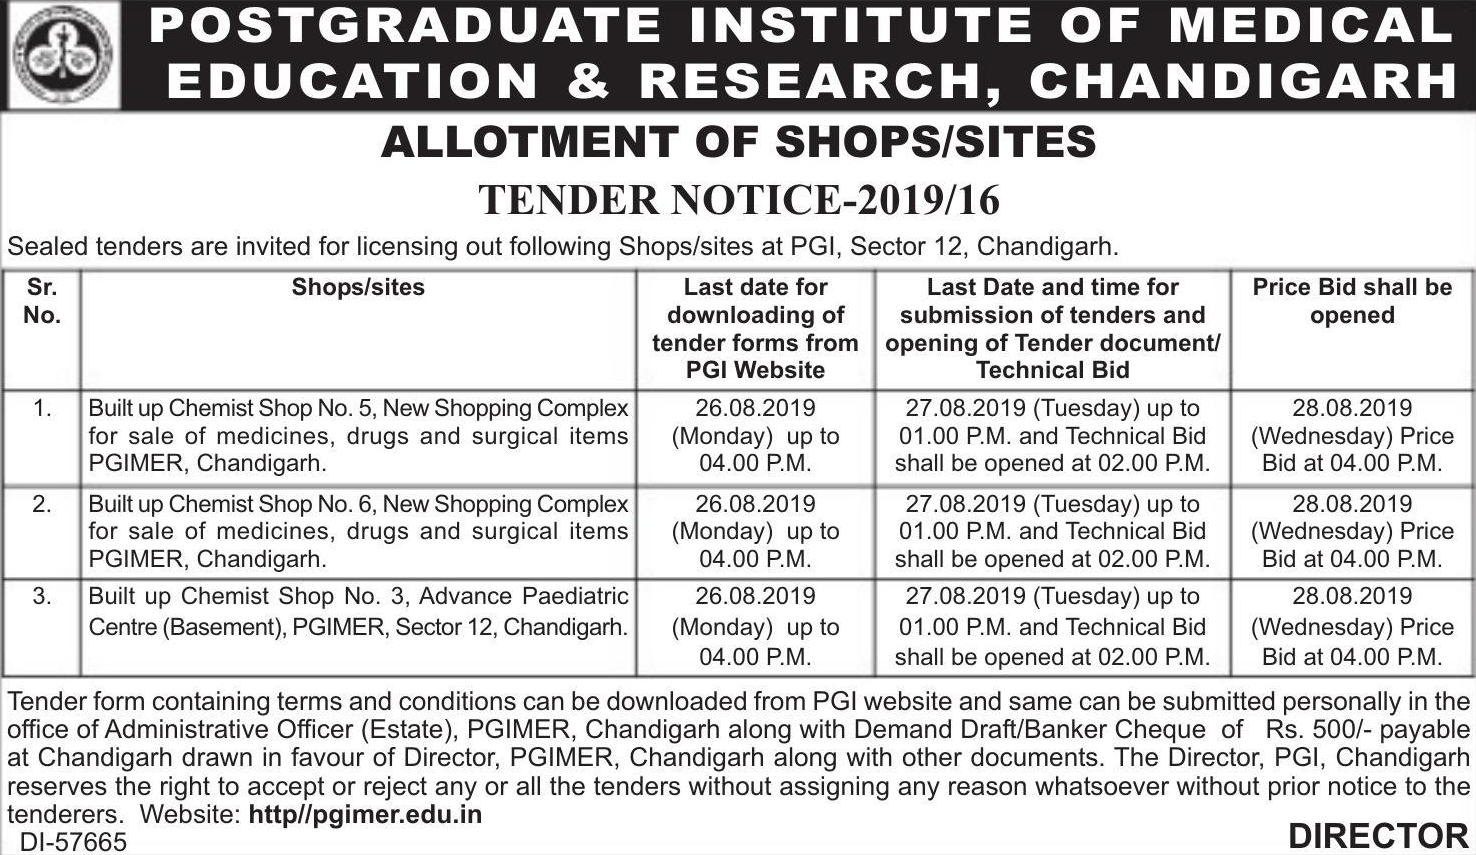 POSTGRADUATE INSTITUTE OF MEDICAL
EDUCATION & RESEARCH, CHANDIGARH
ALLOTMENT OF SHOPS/SITES
TENDER NOTICE-2019/16
Sealed tenders are invited for licensing out following Shops/sites at PGI, Sector 12, Chandigarh.
Sr.
No.
Shops/sites
Last date for
downloading of
tender forms from
PGI Website
Last Date and time for
submission of tenders and
opening of Tender document/
Technical Bid
Price Bid shall be
opened
1.
Built up Chemist Shop No. 5, New Shopping Complex
for sale of medicines, drugs and surgical items
PGIMER, Chandigarh.
26.08.2019
(Monday) up to
04.00 P.M.
27.08.2019 (Tuesday) up to
01.00 P.M. and Technical Bid
shall be opened at 02.00 P.M.
28.08.2019
(Wednesday) Price
Bid at 04.00 P.M.
2.
Built up Chemist Shop No. 6, New Shopping Complex
for sale of medicines, drugs and surgical items
PGIMER, Chandigarh.
26.08.2019
(Monday) up to
04.00 P.M.
27.08.2019 (Tuesday) up to
01.00 P.M. and Technical Bid
shall be opened at 02.00 P.M.
28.08.2019
(Wednesday) Price
Bid at 04.00 P.M.
3.
Built up Chemist Shop No. 3, Advance Paediatric
Centre (Basement), PGIMER, Sector 12, Chandigarh.
26.08.2019
(Monday) up to
04.00 P.M.
27.08.2019 (Tuesday) up to
01.00 P.M. and Technical Bid
shall be opened at 02.00 P.M.
28.08.2019
(Wednesday) Price
Bid at 04.00 P.M.
Tender form containing terms and conditions can be downloaded from PGI website and same can be submitted personally in the
office of Administrative Officer (Estate), PGIMER, Chandigarh along with Demand Draft/Banker Cheque of Rs. 500/- payable
at Chandigarh drawn in favour of Director, PGIMER, Chandigarh along with other documents. The Director, PGI, Chandigarh
reserves the right to accept or reject any or all the tenders without assigning any reason whatsoever without prior notice to the
tenderers. Website: http//pgimer.edu.in
DI-57665
DIRECTOR